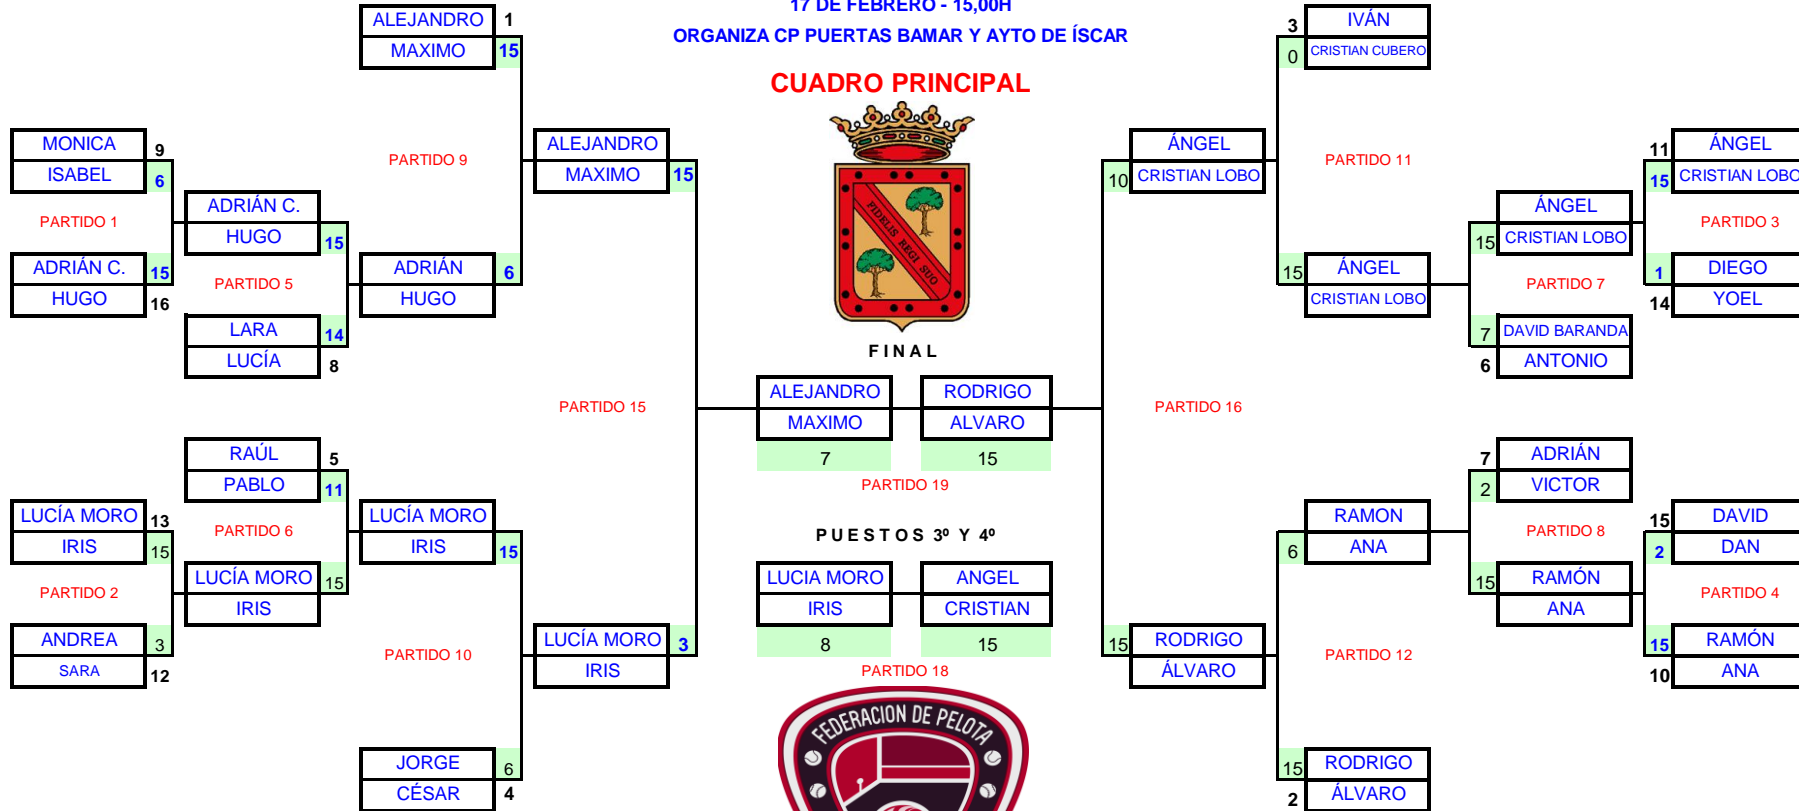 17 DE FEBRERO - 15,00H
ORGANIZA CP PUERTAS BAMAR Y AYTO DE ÍSCAR
CUADRO PRINCIPAL
ALEJANDRO 1
MAXIMO 15
PARTIDO 9
MONICA 9
ISABEL 6
PARTIDO 1
ADRIÁN C. 15
HUGO 16
ADRIÁN C.
HUGO 15
PARTIDO 5
LARA 14
LUCÍA 8
ADRIÁN 6
HUGO
ALEJANDRO
MAXIMO 15
PARTIDO 15
RAÚL 5
PABLO 11
PARTIDO 6
LUCÍA MORO 13
IRIS 15
PARTIDO 2
ANDREA 3
SARA 12
LUCÍA MORO 15
IRIS
LUCÍA MORO
IRIS 15
PARTIDO 10
LUCÍA MORO 3
IRIS
JORGE 6
CÉSAR 4
FIDELIS REGI SUO
FINAL
ALEJANDRO RODRIGO
MAXIMO ALVARO
7 15
PARTIDO 19
PUESTOS 3º Y 4º
LUCIA MORO ANGEL
IRIS CRISTIAN
8 15
PARTIDO 18
FEDERACION DE PELOTA
3 IVÁN
0 CRISTIAN CUBERO
PARTIDO 11
ÁNGEL
10 CRISTIAN LOBO
15 ÁNGEL
CRISTIAN LOBO
PARTIDO 16
11 ÁNGEL
15 CRISTIAN LOBO
PARTIDO 3
1 DIEGO
14 YOEL
ÁNGEL
15 CRISTIAN LOBO
PARTIDO 7
7 DAVID BARANDA
6 ANTONIO
7 ADRIÁN
2 VICTOR
PARTIDO 8
15 RAMÓN
ANA
15 DAVID
2 DAN
PARTIDO 4
15 RAMÓN
10 ANA
RAMON
6 ANA
PARTIDO 12
15 RODRIGO
ÁLVARO
15 RODRIGO
2 ÁLVARO